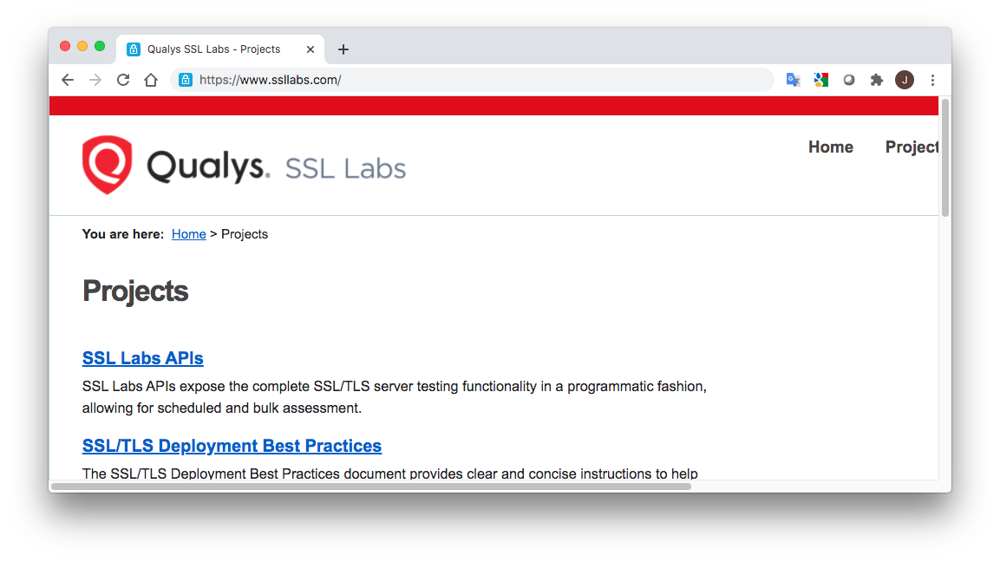 Qualys SSL Labs - Projects
https://www.ssllabs.com/
J
Qualys. SSL Labs
Home Project
You are here: Home > Projects
Projects
SSL Labs APIs
SSL Labs APIs expose the complete SSL/TLS server testing functionality in a programmatic fashion,
allowing for scheduled and bulk assessment.
SSL/TLS Deployment Best Practices
The SSL/TLS Deployment Best Practices document provides clear and concise instructions to help